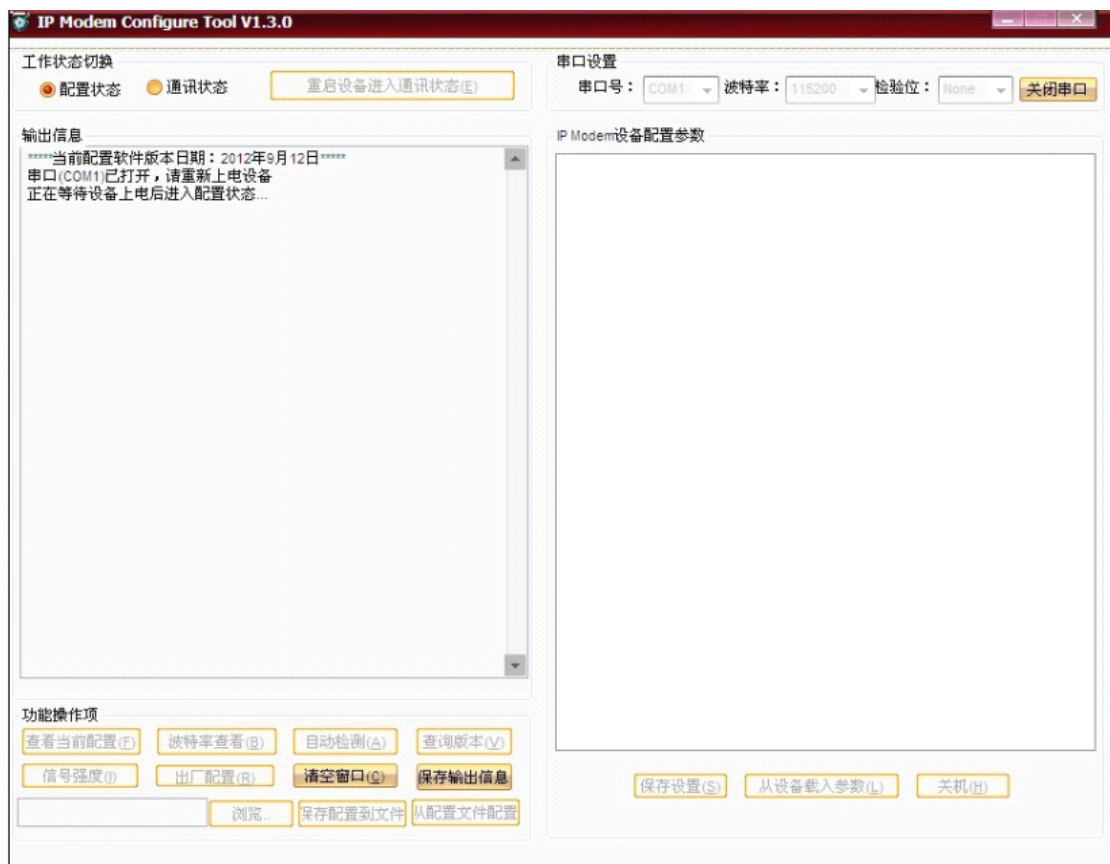 IP Modem Configure Tool V1.3.0
工作状态切换
配置状态
通讯状态
重启设备进入通讯状态(E)
串口设置
串口号：
COM1
波特率：
115200
检验位：
None
关闭串口
输出信息
*****当前配置软件版本日期：2012年9月12日*****
串口(COM1)已打开，请重新上电设备
正在等待设备上电后进入配置状态...
IP Modem设备配置参数
功能操作项
查看当前配置(F)
波特率查看(B)
自动检测(A)
查询版本(V)
信号强度(I)
出厂配置(R)
清空窗口(C)
保存输出信息
浏览...
保存配置到文件
从配置文件配置
保存设置(S)
从设备载入参数(L)
关机(H)